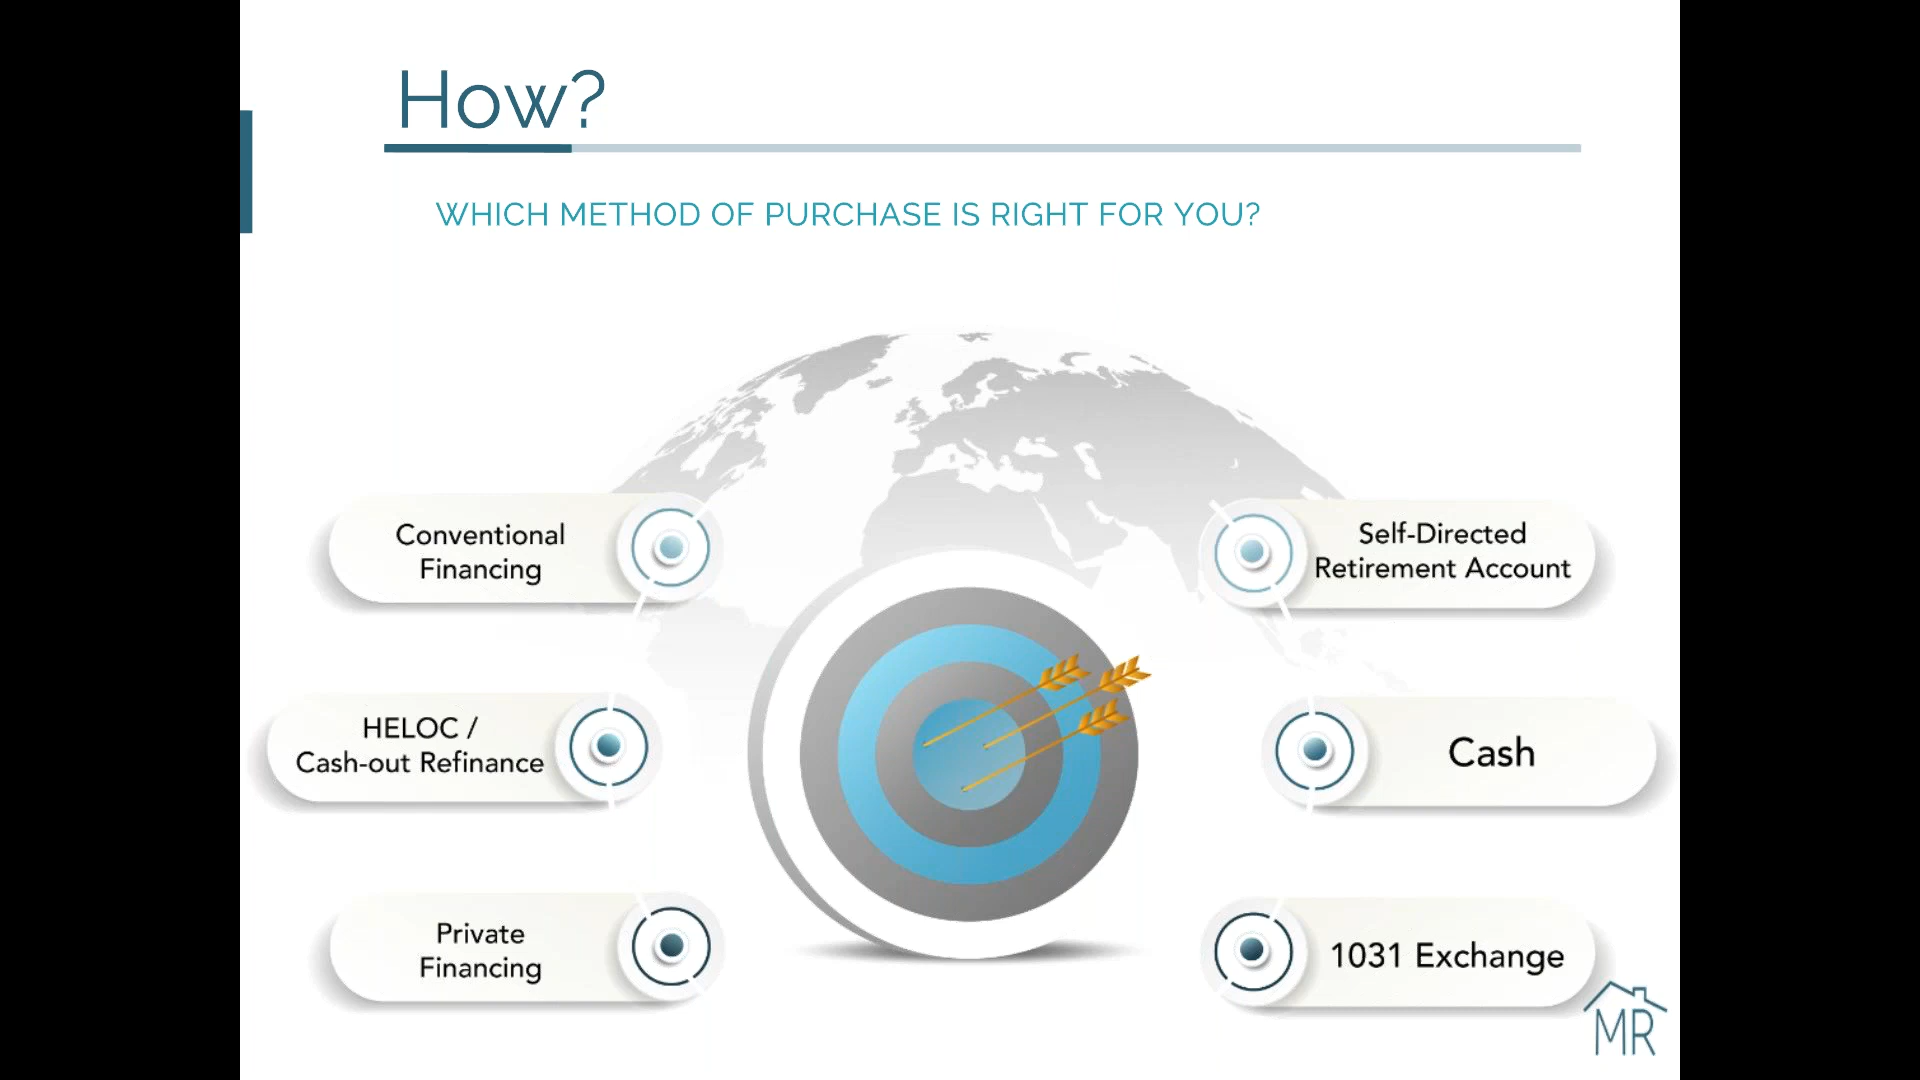 How?
WHICH METHOD OF PURCHASE IS RIGHT FOR YOU?
Conventional
Financing
HELOC /
Cash-out Refinance
Private
Financing
Self-Directed
Retirement Account
Cash
1031 Exchange
MR